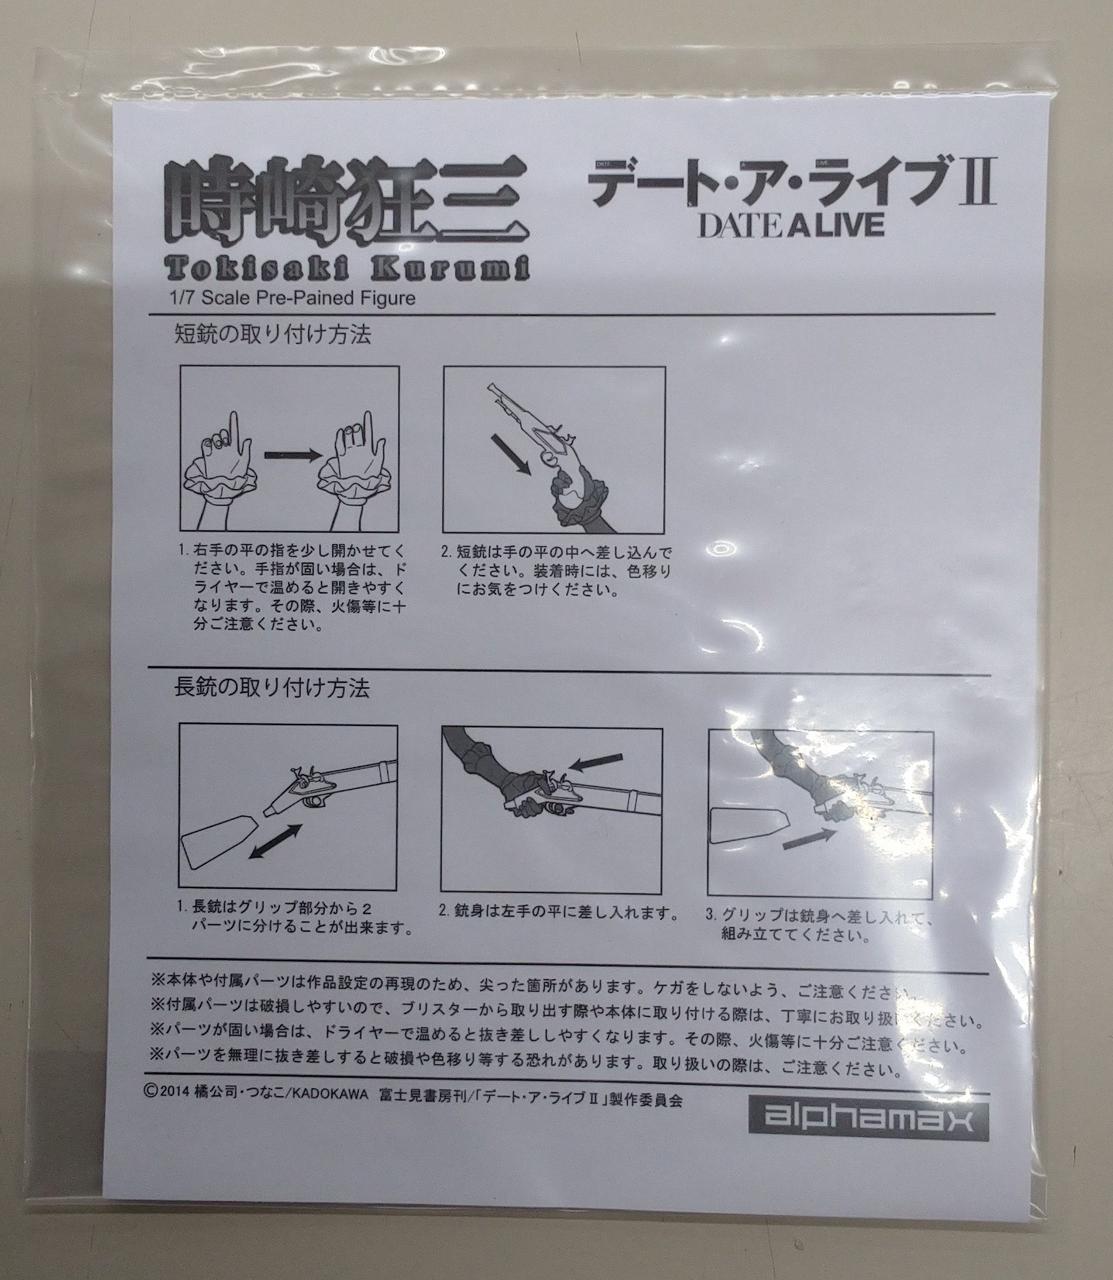 時崎狂三
Tokisaki Kurumi
1/7 Scale Pre-Pained Figure
デート・ア・ライブⅡ
DATE A LIVE
短銃の取り付け方法
1. 右手の平の指を少し開かせてく
ださい。手指が固い場合は、ド
ライヤーで温めると開きやすく
なります。その際、火傷等に十
分ご注意ください。
2. 短銃は手の平の中へ差し込んで
ください。装着時には、色移り
にお気をつけください。
長銃の取り付け方法
1. 長銃はグリップ部分から２
パーツに分けることが出来ます。
2. 銃身は左手の平に差し入れます。
3. グリップは銃身へ差し入れて、
組み立ててください。
※本体や付属パーツは作品設定の再現のため、尖った箇所があります。ケガをしないよう、ご注意ください。
※付属パーツは破損しやすいので、ブリスターから取り出す際や本体に取り付ける際は、丁寧にお取り扱いください。
※パーツが固い場合は、ドライヤーで温めると抜き差ししやすくなります。その際、火傷等に十分ご注意ください。
※パーツを無理に抜き差しすると破損や色移り等する恐れがあります。取り扱いの際は、ご注意ください。
©2014 橘公司・つなこ/KADOKAWA 富士見書房刊/「デート・ア・ライブⅡ」製作委員会
alphamax